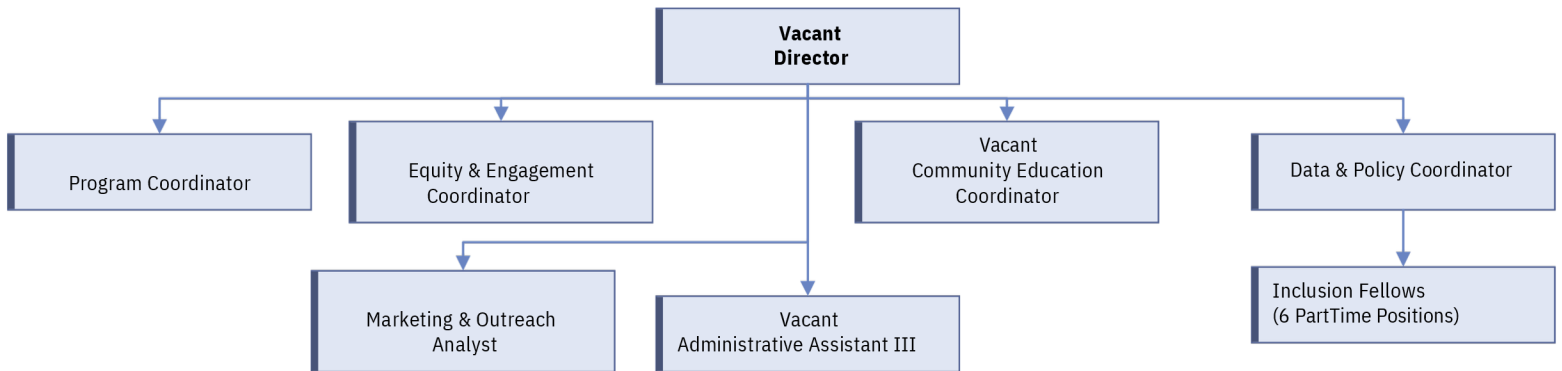 Vacant
Director
Program Coordinator
Equity & Engagement
Coordinator
Vacant
Community Education
Coordinator
Data & Policy Coordinator
Marketing & Outreach
Analyst
Vacant
Administrative Assistant III
Inclusion Fellows
(6 PartTime Positions)